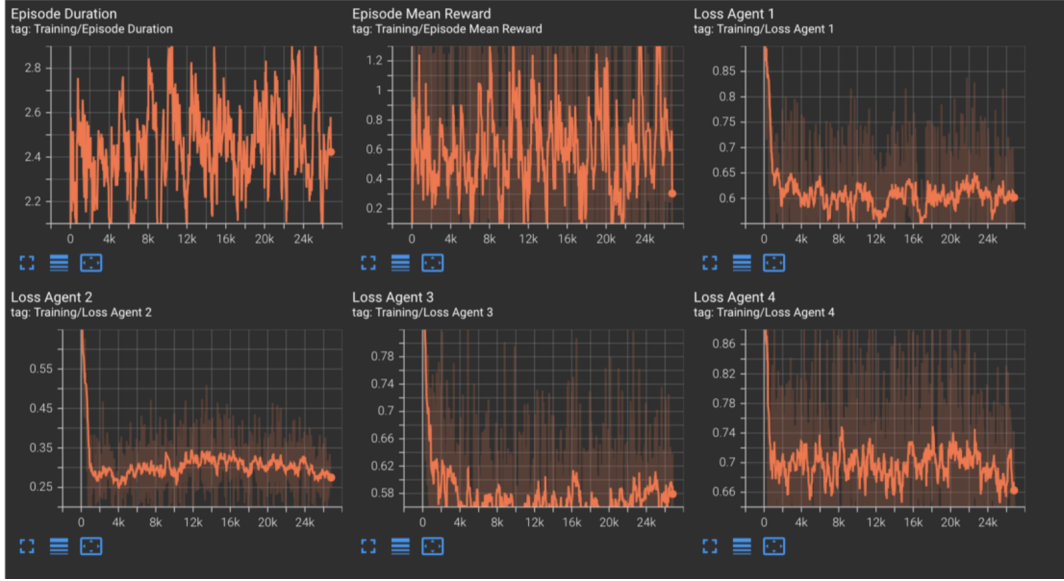 Episode Duration
tag: Training/Episode Duration
2.8
2.6
2.4
2.2
0 4k 8k 12k 16k 20k 24k
Episode Mean Reward
tag: Training/Episode Mean Reward
1.2
1
0.8
0.6
0.4
0.2
0 4k 8k 12k 16k 20k 24k
Loss Agent 1
tag: Training/Loss Agent 1
0.85
0.75
0.7
0.65
0.6
0 4k 8k 12k 16k 20k 24k
Loss Agent 2
tag: Training/Loss Agent 2
0.55
0.45
0.35
0.25
0 4k 8k 12k 16k 20k 24k
Loss Agent 3
tag: Training/Loss Agent 3
0.78
0.74
0.7
0.66
0.62
0.58
0 4k 8k 12k 16k 20k 24k
Loss Agent 4
tag: Training/Loss Agent 4
0.86
0.82
0.78
0.74
0.7
0.66
0 4k 8k 12k 16k 20k 24k